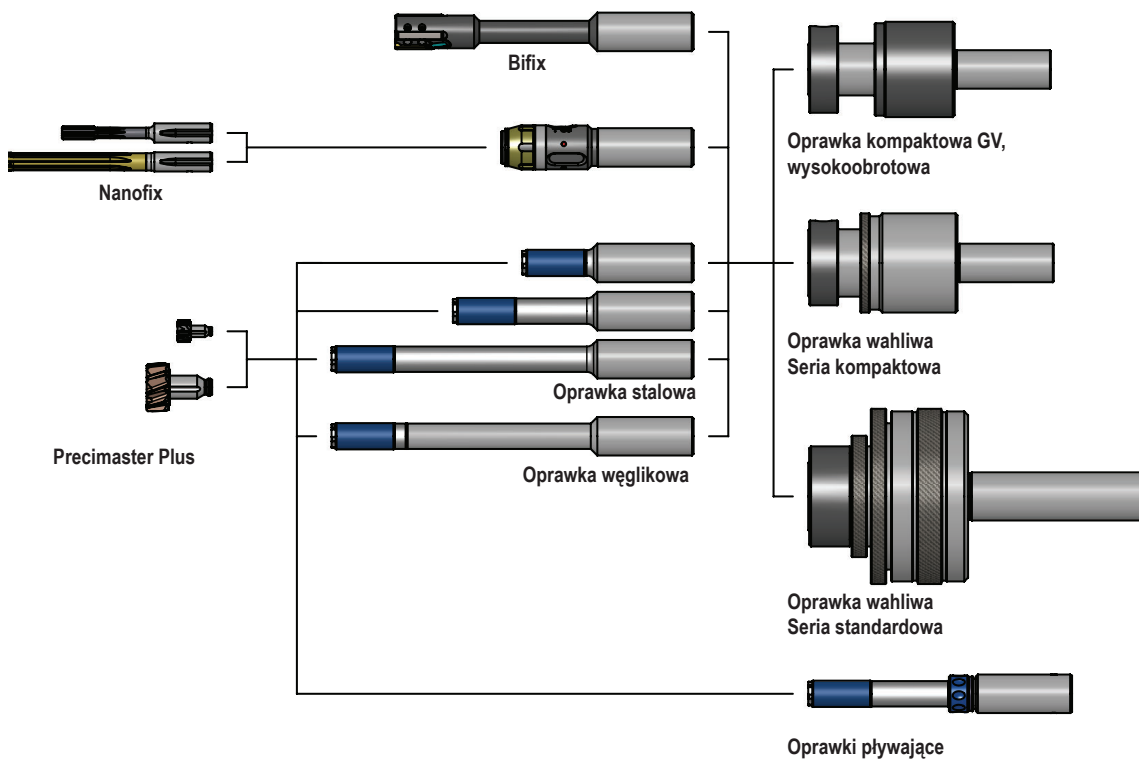 Bifix
Oprawka kompaktowa GV,
wysokoobrotowa
Nanofix
Oprawka wahliwa
Seria kompaktowa
Oprawka stalowa
Precimaster Plus
Oprawka węglikowa
Oprawka wahliwa
Seria standardowa
Oprawki pływające